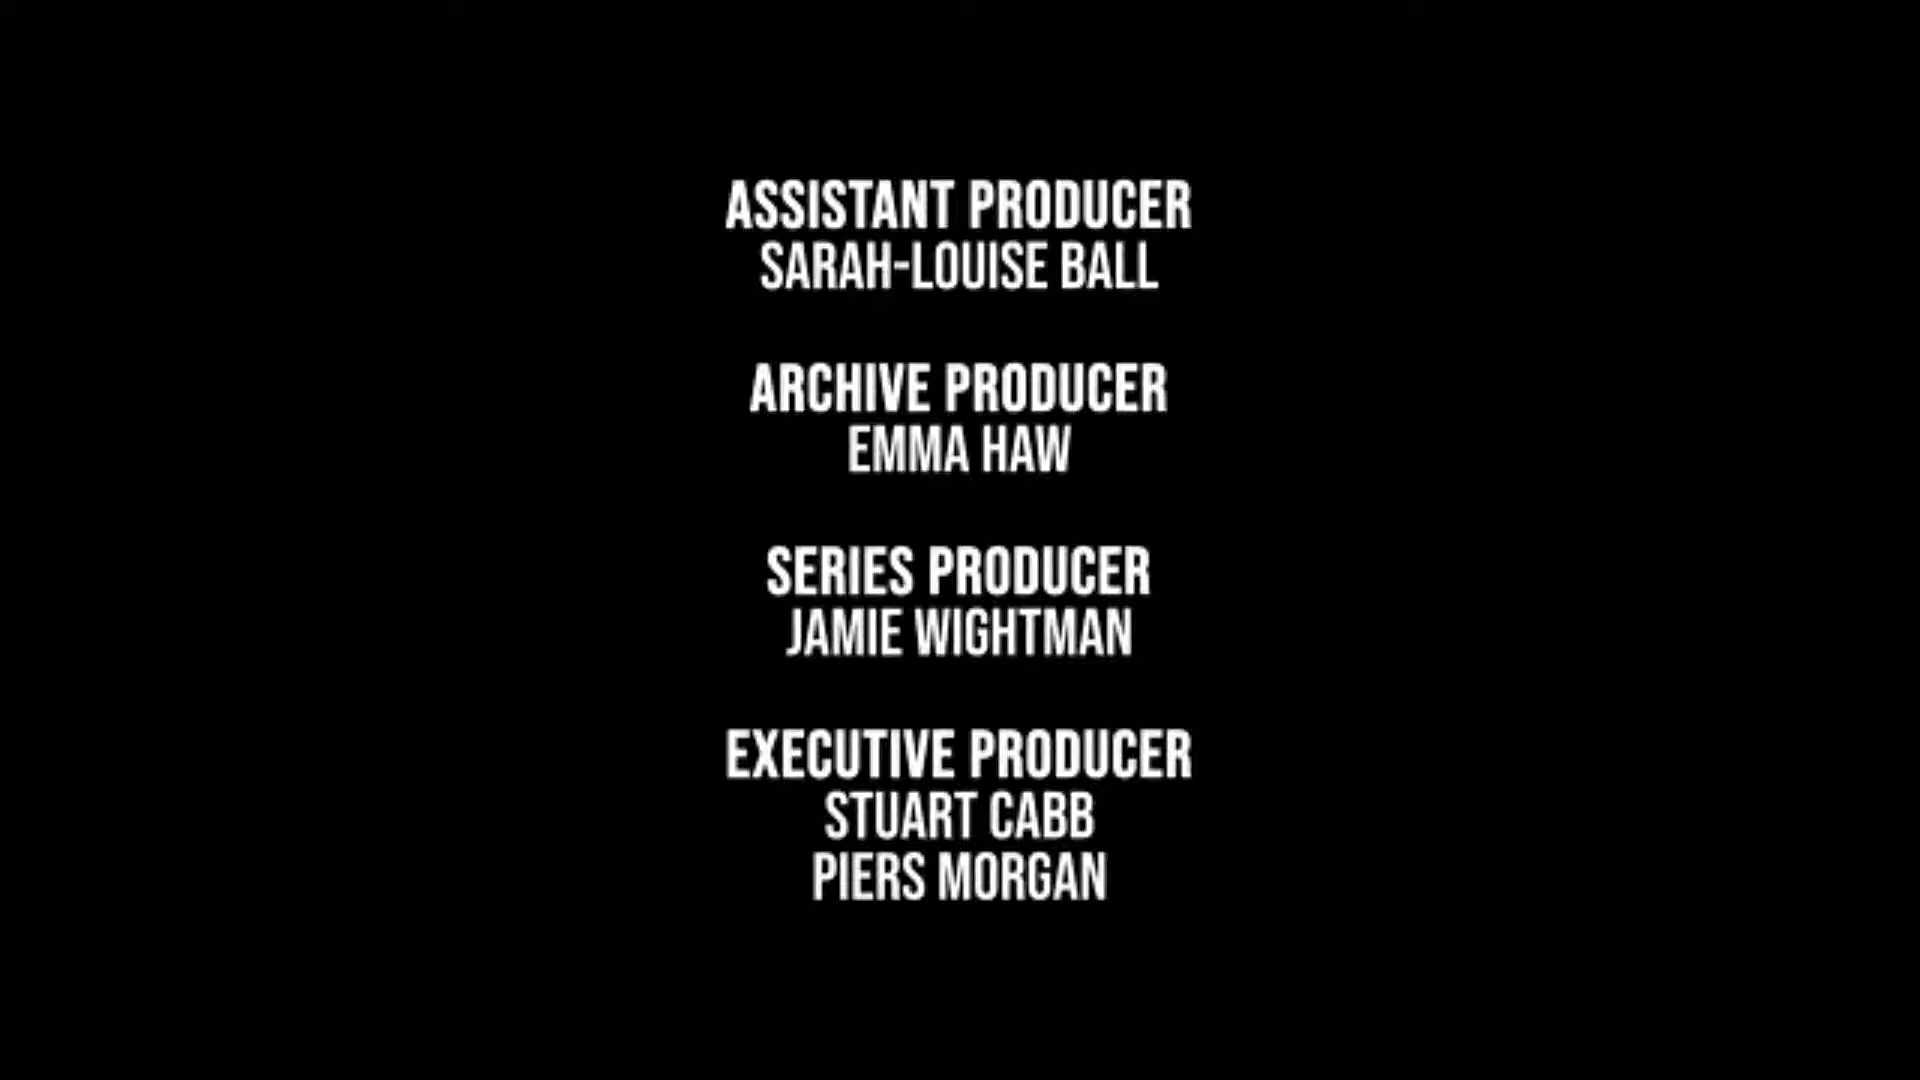 ASSISTANT PRODUCER
SARAH-LOUISE BALL
ARCHIVE PRODUCER
EMMA HAW
SERIES PRODUCER
JAMIE WIGHTMAN
EXECUTIVE PRODUCER
STUART CABB
PIERS MORGAN